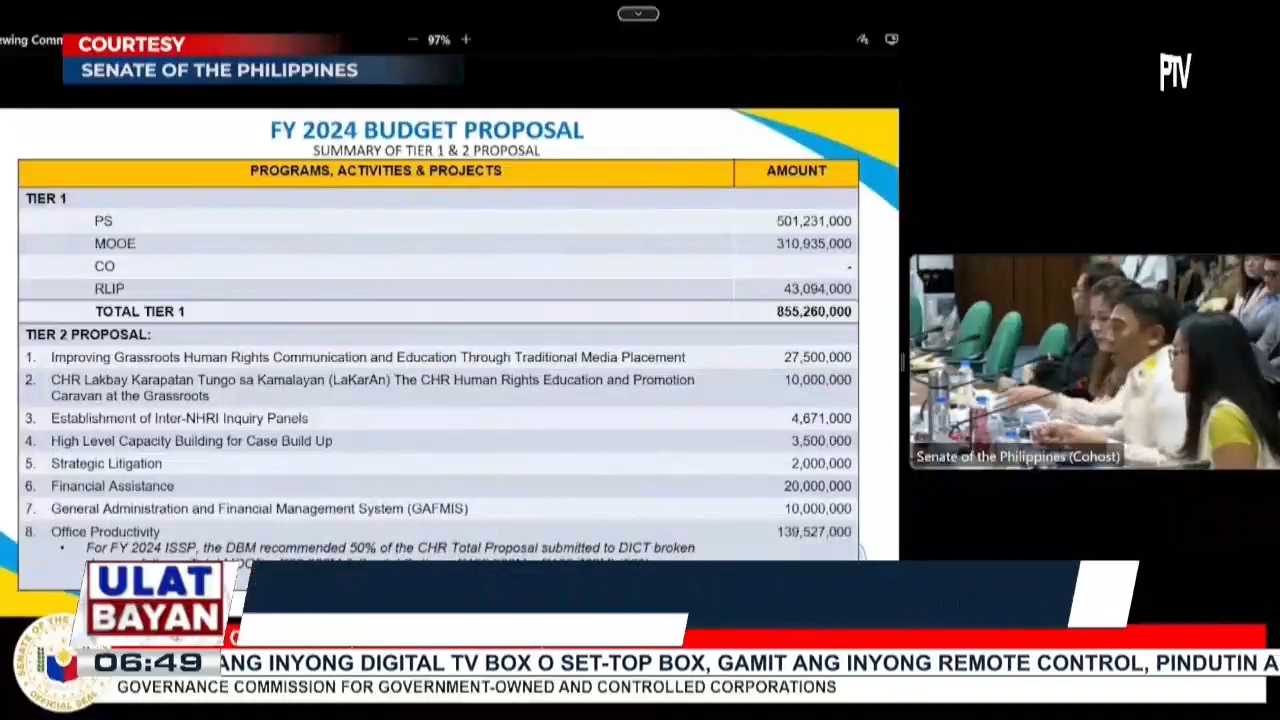 ewing Comm
97%
COURTESY
SENATE OF THE PHILIPPINES
PTV
FY 2024 BUDGET PROPOSAL
SUMMARY OF TIER 1 & 2 PROPOSAL
PROGRAMS, ACTIVITIES & PROJECTS AMOUNT
TIER 1
PS 501,231,000
MOOE 310,935,000
CO -
RLIP 43,094,000
TOTAL TIER 1 855,260,000
TIER 2 PROPOSAL:
1. Improving Grassroots Human Rights Communication and Education Through Traditional Media Placement 27,500,000
2. CHR Lakbay Karapatan Tungo sa Kamalayan (LaKarAn) The CHR Human Rights Education and Promotion 10,000,000
Caravan at the Grassroots
3. Establishment of Inter-NHRI Inquiry Panels 4,671,000
4. High Level Capacity Building for Case Build Up 3,500,000
5. Strategic Litigation 2,000,000
6. Financial Assistance 20,000,000
7. General Administration and Financial Management System (GAFMIS) 10,000,000
8. Office Productivity 139,527,000
• For FY 2024 ISSP, the DBM recommended 50% of the CHR Total Proposal submitted to DICT broken
Senate of the Philippines (Cohost)
ULAT
BAYAN
06:49
ANG INYONG DIGITAL TV BOX O SET-TOP BOX, GAMIT ANG INYONG REMOTE CONTROL, PINDUTIN A
GOVERNANCE COMMISSION FOR GOVERNMENT-OWNED AND CONTROLLED CORPORATIONS